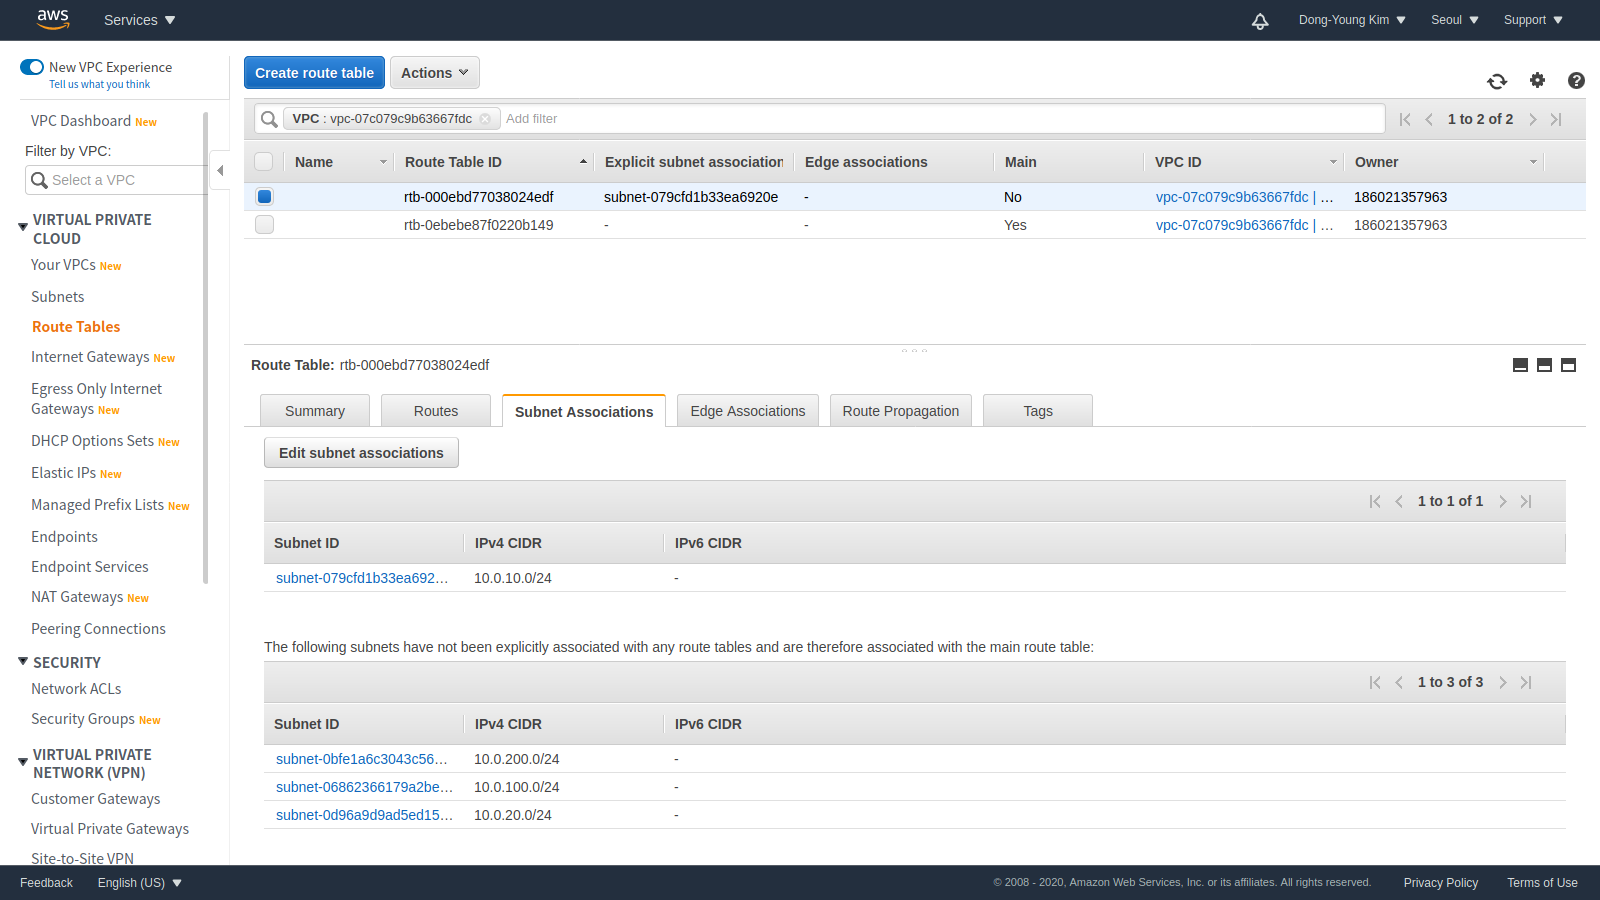 aws Services Dong-Young Kim Seoul Support
New VPC Experience
Tell us what you think
VPC Dashboard New
Filter by VPC:
Select a VPC
VIRTUAL PRIVATE
CLOUD
Your VPCs New
Subnets
Route Tables
Internet Gateways New
Egress Only Internet
Gateways New
DHCP Options Sets New
Elastic IPs New
Managed Prefix Lists New
Endpoints
Endpoint Services
NAT Gateways New
Peering Connections
SECURITY
Network ACLs
Security Groups New
VIRTUAL PRIVATE
NETWORK (VPN)
Customer Gateways
Virtual Private Gateways
Site-to-Site VPN
Create route table Actions
VPC : vpc-07c079c9b63667fdc Add filter 1 to 2 of 2
Name Route Table ID Explicit subnet association Edge associations Main VPC ID Owner
rtb-000ebd77038024edf subnet-079cfd1b33ea6920e - No vpc-07c079c9b63667fdc | ... 186021357963
rtb-0ebebe87f0220b149 - - Yes vpc-07c079c9b63667fdc | ... 186021357963
Route Table: rtb-000ebd77038024edf
Summary Routes Subnet Associations Edge Associations Route Propagation Tags
Edit subnet associations
1 to 1 of 1
Subnet ID IPv4 CIDR IPv6 CIDR
subnet-079cfd1b33ea692... 10.0.10.0/24 -
The following subnets have not been explicitly associated with any route tables and are therefore associated with the main route table:
1 to 3 of 3
Subnet ID IPv4 CIDR IPv6 CIDR
subnet-0bfe1a6c3043c56... 10.0.200.0/24 -
subnet-06862366179a2be... 10.0.100.0/24 -
subnet-0d96a9d9ad5ed15... 10.0.20.0/24 -
Feedback English (US) © 2008 - 2020, Amazon Web Services, Inc. or its affiliates. All rights reserved. Privacy Policy Terms of Use